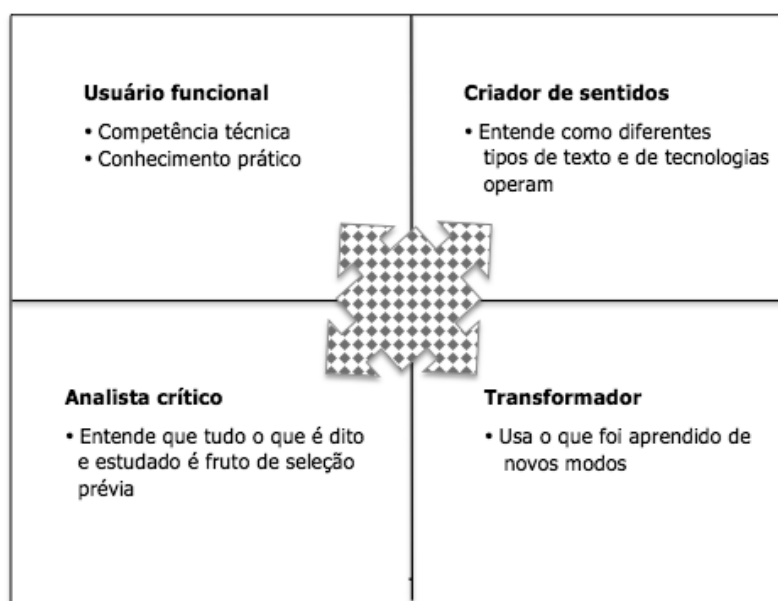 Usuário funcional
• Competência técnica
• Conhecimento prático
Criador de sentidos
• Entende como diferentes
tipos de texto e de tecnologias
operam
Analista crítico
• Entende que tudo o que é dito
e estudado é fruto de seleção
prévia
Transformador
• Usa o que foi aprendido de
novos modos